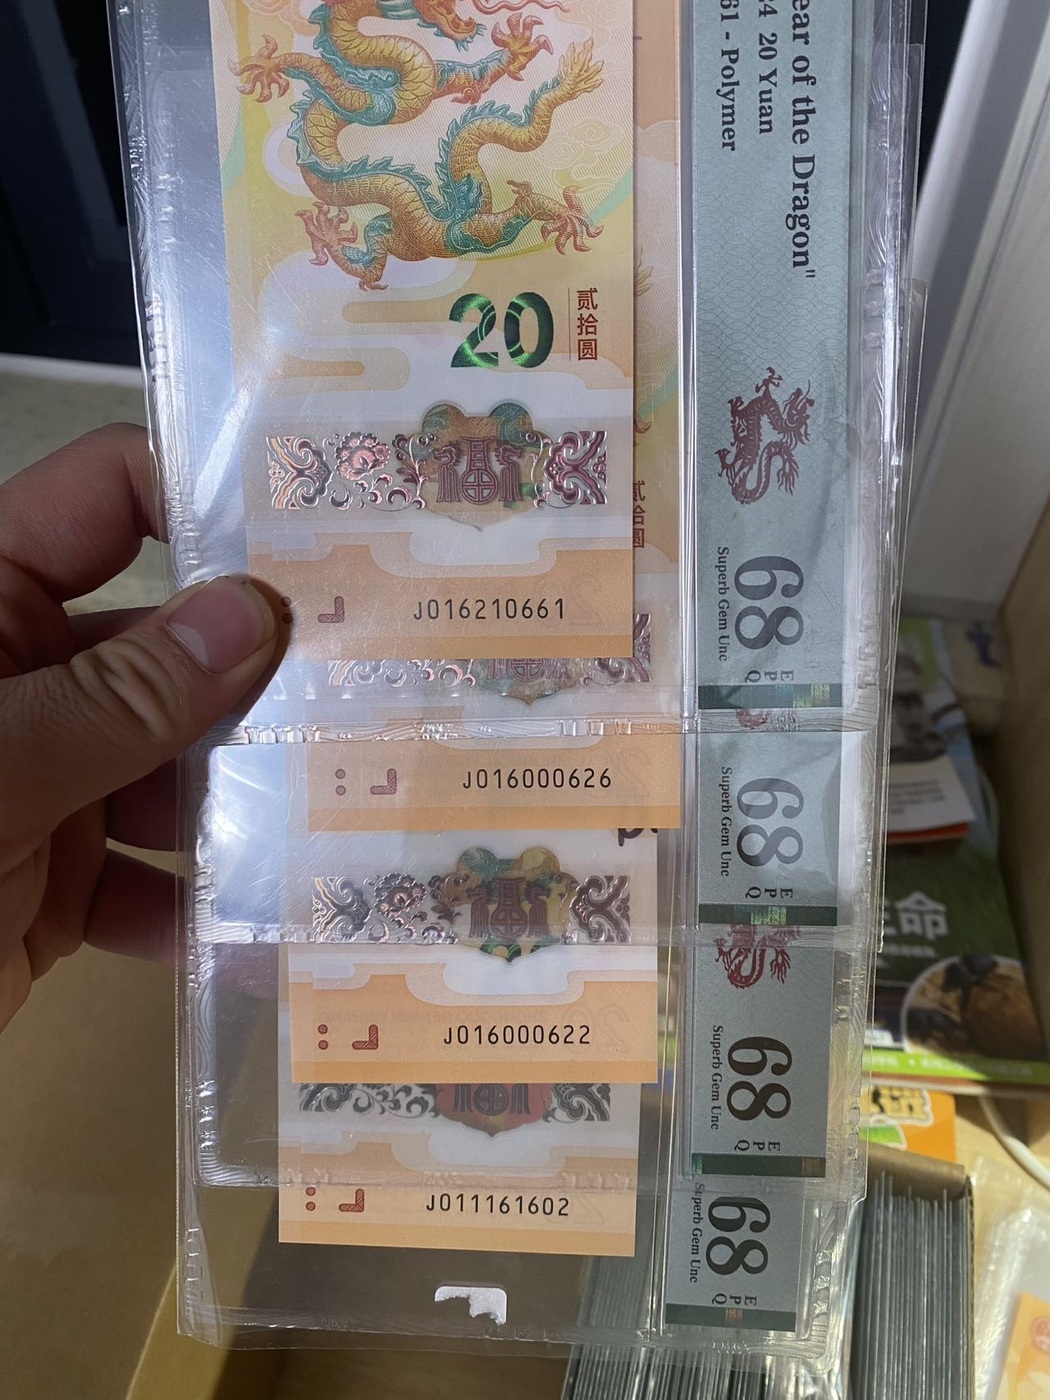 ear of the Dragon"
24 20 Yuan
61 - Polymer
20
贰拾圆
贰拾圆
68
EPQ
Superb Gem Unc
J016210661
J016000626
68
EPQ
Superb Gem Unc
J016000622
68
EPQ
Superb Gem Unc
J011161602
68
EPQ
Superb Gem Unc
命